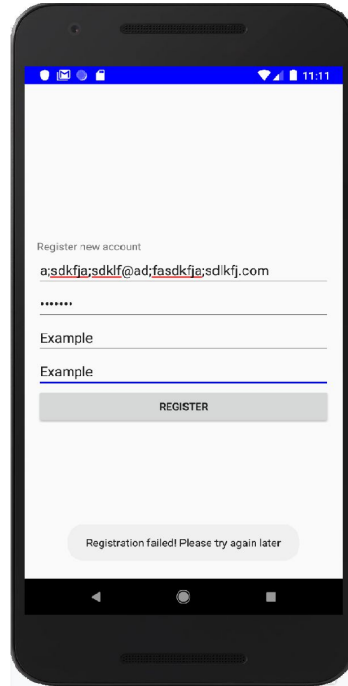 11:11
Register new account
a;sdkfja;sdklf@ad;fasdkfja;sdlkfj.com
•••••••
Example
Example
REGISTER
Registration failed! Please try again later